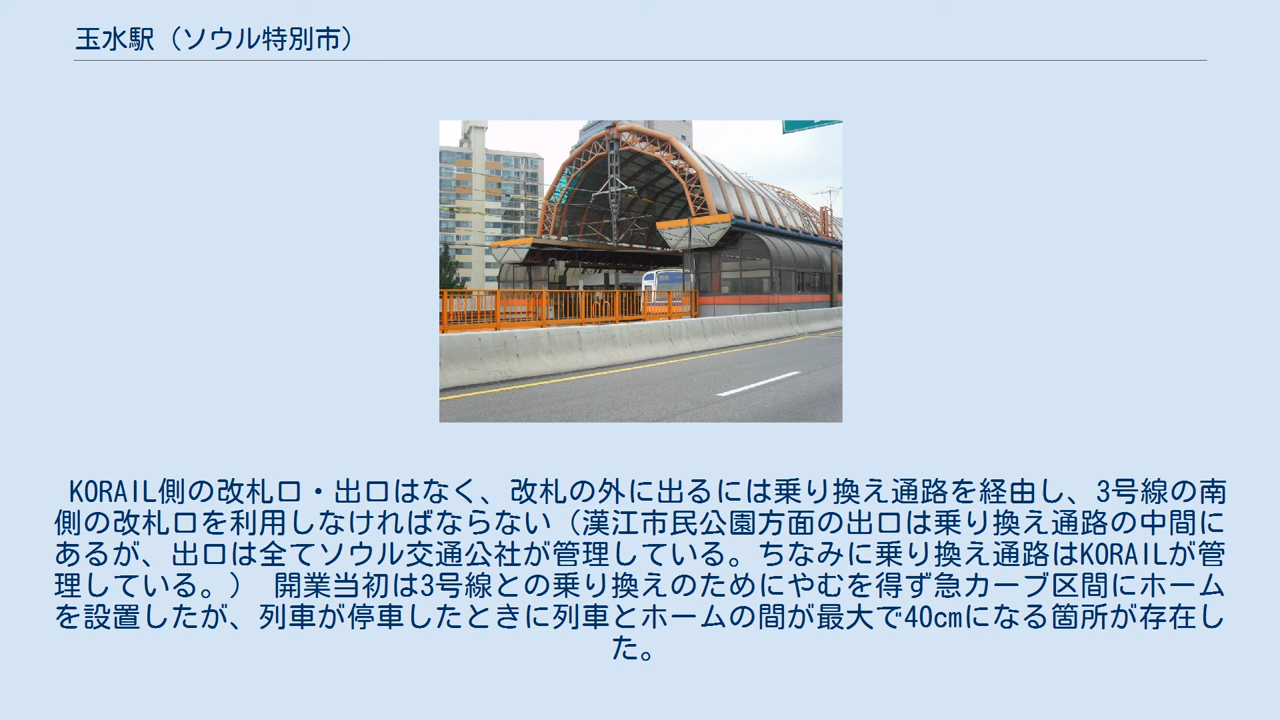 玉水駅（ソウル特別市）
KORAIL側の改札口・出口はなく、改札の外に出るには乗り換え通路を経由し、3号線の南
側の改札口を利用しなければならない（漢江市民公園方面の出口は乗り換え通路の中間に
あるが、出口は全てソウル交通公社が管理している。ちなみに乗り換え通路はKORAILが管
理している。） 開業当初は3号線との乗り換えのためにやむを得ず急カーブ区間にホーム
を設置したが、列車が停車したときに列車とホームの間が最大で40cmになる箇所が存在し
た。